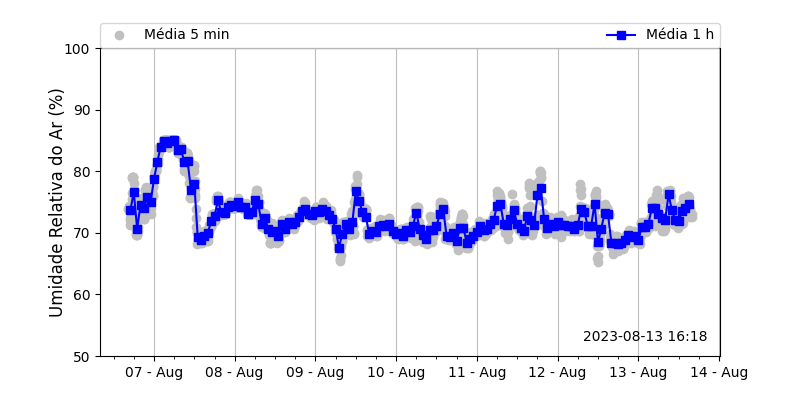 Média 5 min
Média 1 h
Umidade Relativa do Ar (%)
100
90
80
70
60
50
2023-08-13 16:18
07 - Aug
08 - Aug
09 - Aug
10 - Aug
11 - Aug
12 - Aug
13 - Aug
14 - Aug